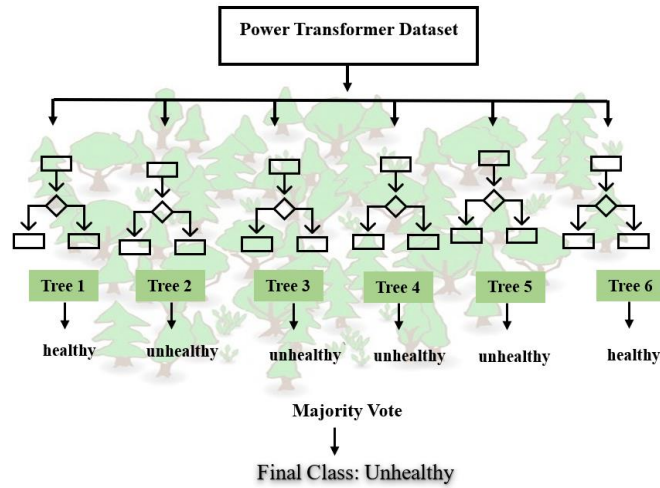 Power Transformer Dataset
Tree 1 Tree 2 Tree 3 Tree 4 Tree 5 Tree 6
healthy unhealthy unhealthy unhealthy unhealthy healthy
Majority Vote
Final Class: Unhealthy